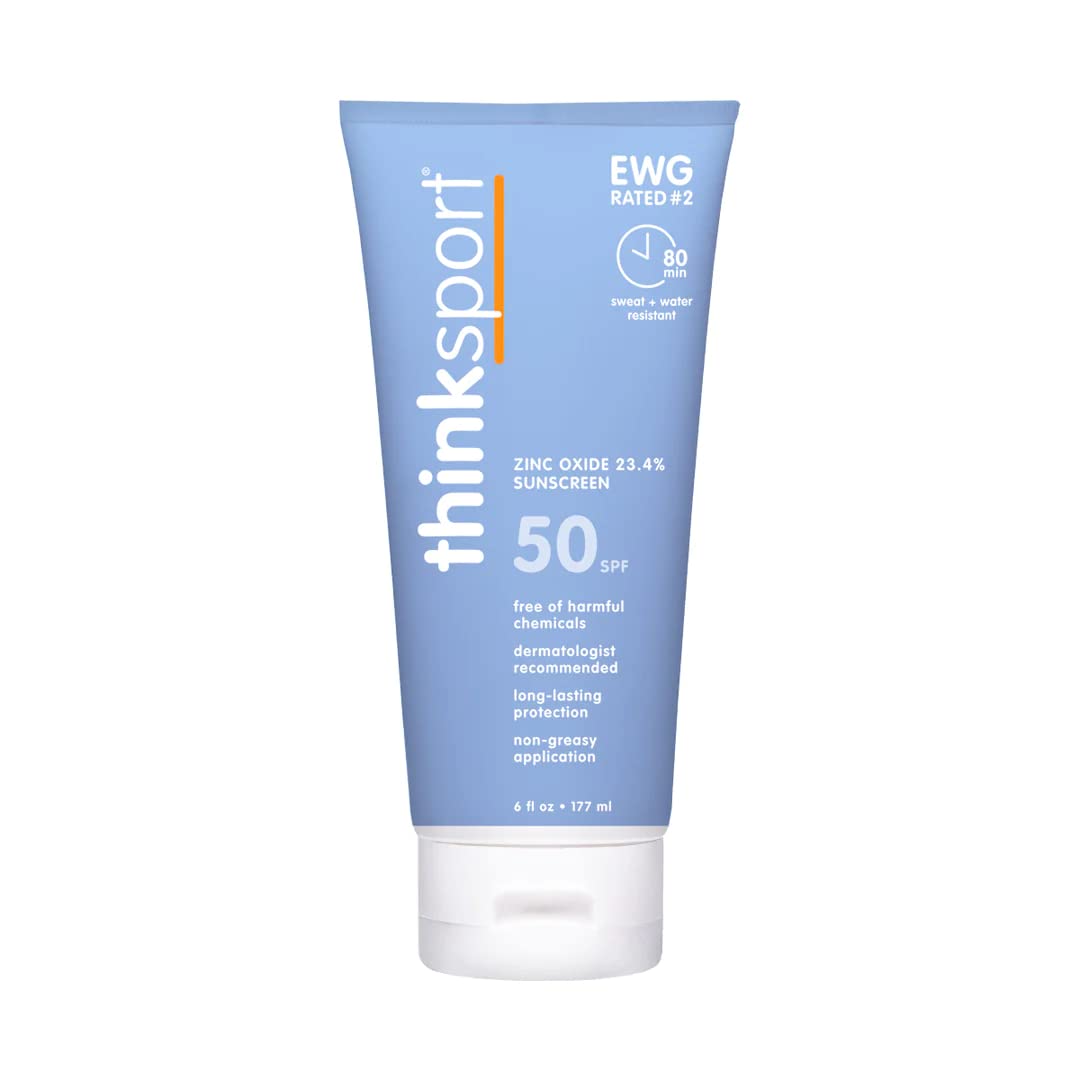 thinksport®
EWG
RATED #2
80
min
sweat + water
resistant
ZINC OXIDE 23.4%
SUNSCREEN
50 SPF
free of harmful
chemicals
dermatologist
recommended
long-lasting
protection
non-greasy
application
6 fl oz • 177 ml